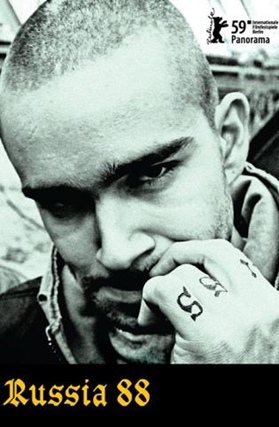 59
Internationale
Filmfestspiele
Berlin
Panorama
Russia 88